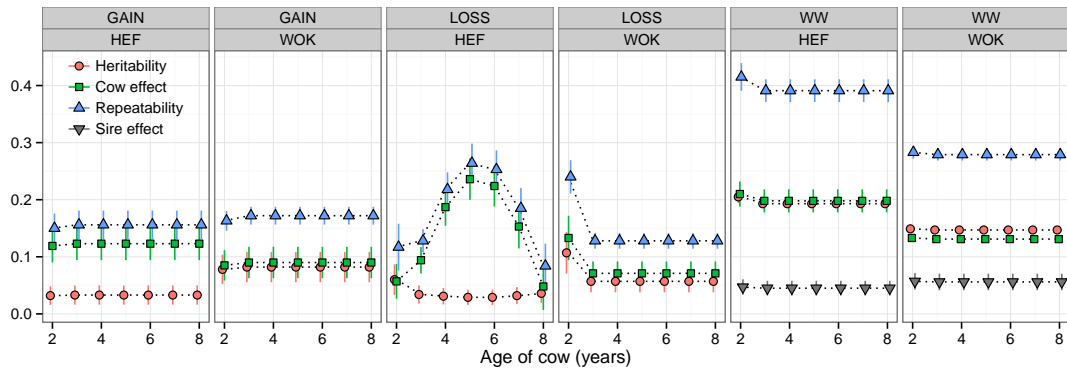 GAIN GAIN LOSS LOSS WW WW
HEF WOK HEF WOK HEF WOK
Heritability
Cow effect
Repeatability
Sire effect
0.4
0.3
0.2
0.1
0.0
2 4 6 8 2 4 6 8 2 4 6 8 2 4 6 8 2 4 6 8 2 4 6 8
Age of cow (years)